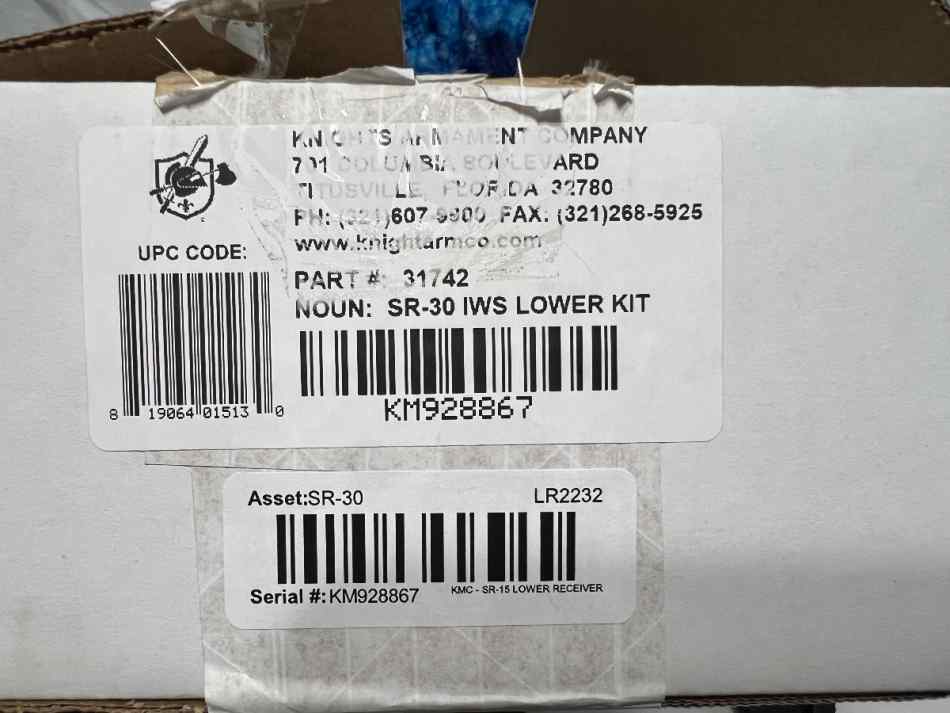 KNIGHTS ARMAMENT COMPANY
701 COLUMBIA BOULEVARD
TITUSVILLE, FLORIDA 32780
PH: (321)607-9900 FAX: (321)268-5925
www.knightarmco.com
UPC CODE:
PART #: 31742
NOUN: SR-30 IWS LOWER KIT
8 19064 01513 0
KM928867
Asset:SR-30 LR2232
Serial #:KM928867 KMC - SR-15 LOWER RECEIVER